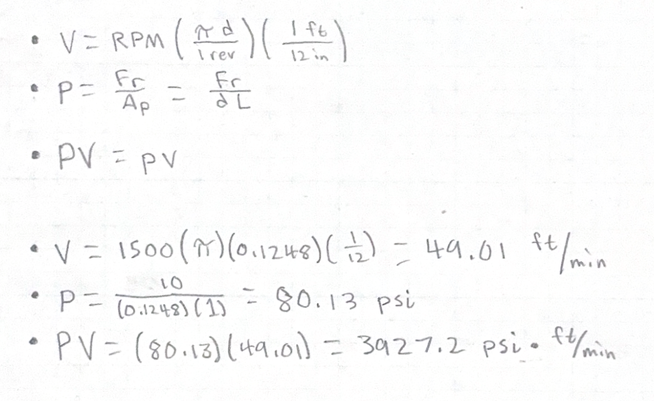 • V = RPM (πd / 1 rev) (1 ft / 12 in)
• P = Fr / Ap = Fr / dL
• PV = PV
• V = 1500 (π)(0.1248)(1/12) = 49.01 ft/min
• P = 10 / (0.1248)(1) = 80.13 psi
• PV = (80.13)(49.01) = 3927.2 psi • ft/min